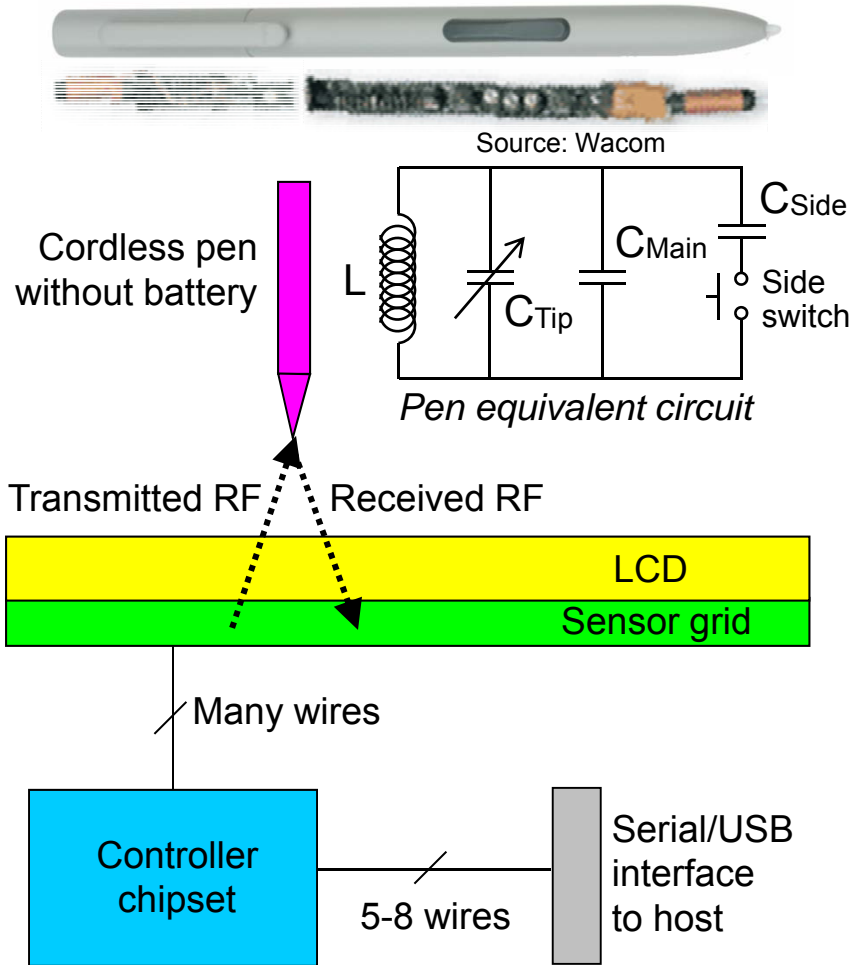 Source: Wacom
Cordless pen
without battery
L
CTip
CMain
CSide
Side
switch
Pen equivalent circuit
Transmitted RF
Received RF
LCD
Sensor grid
Many wires
Controller
chipset
5-8 wires
Serial/USB
interface
to host